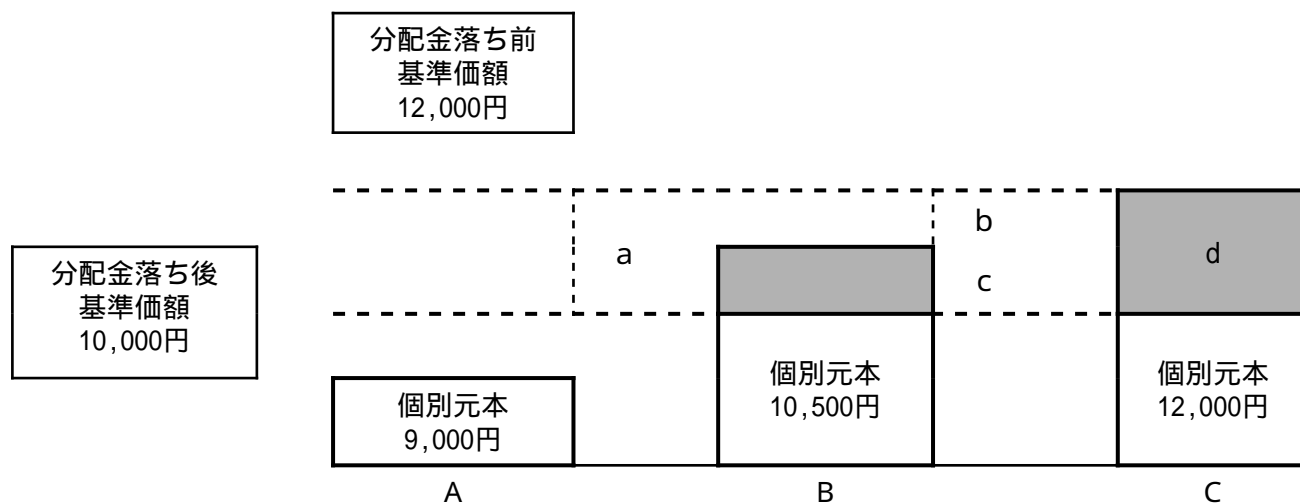 分配金落ち前
基準価額
12,000円
分配金落ち後
基準価額
10,000円
a
b
c
d
個別元本
9,000円
個別元本
10,500円
個別元本
12,000円
A
B
C